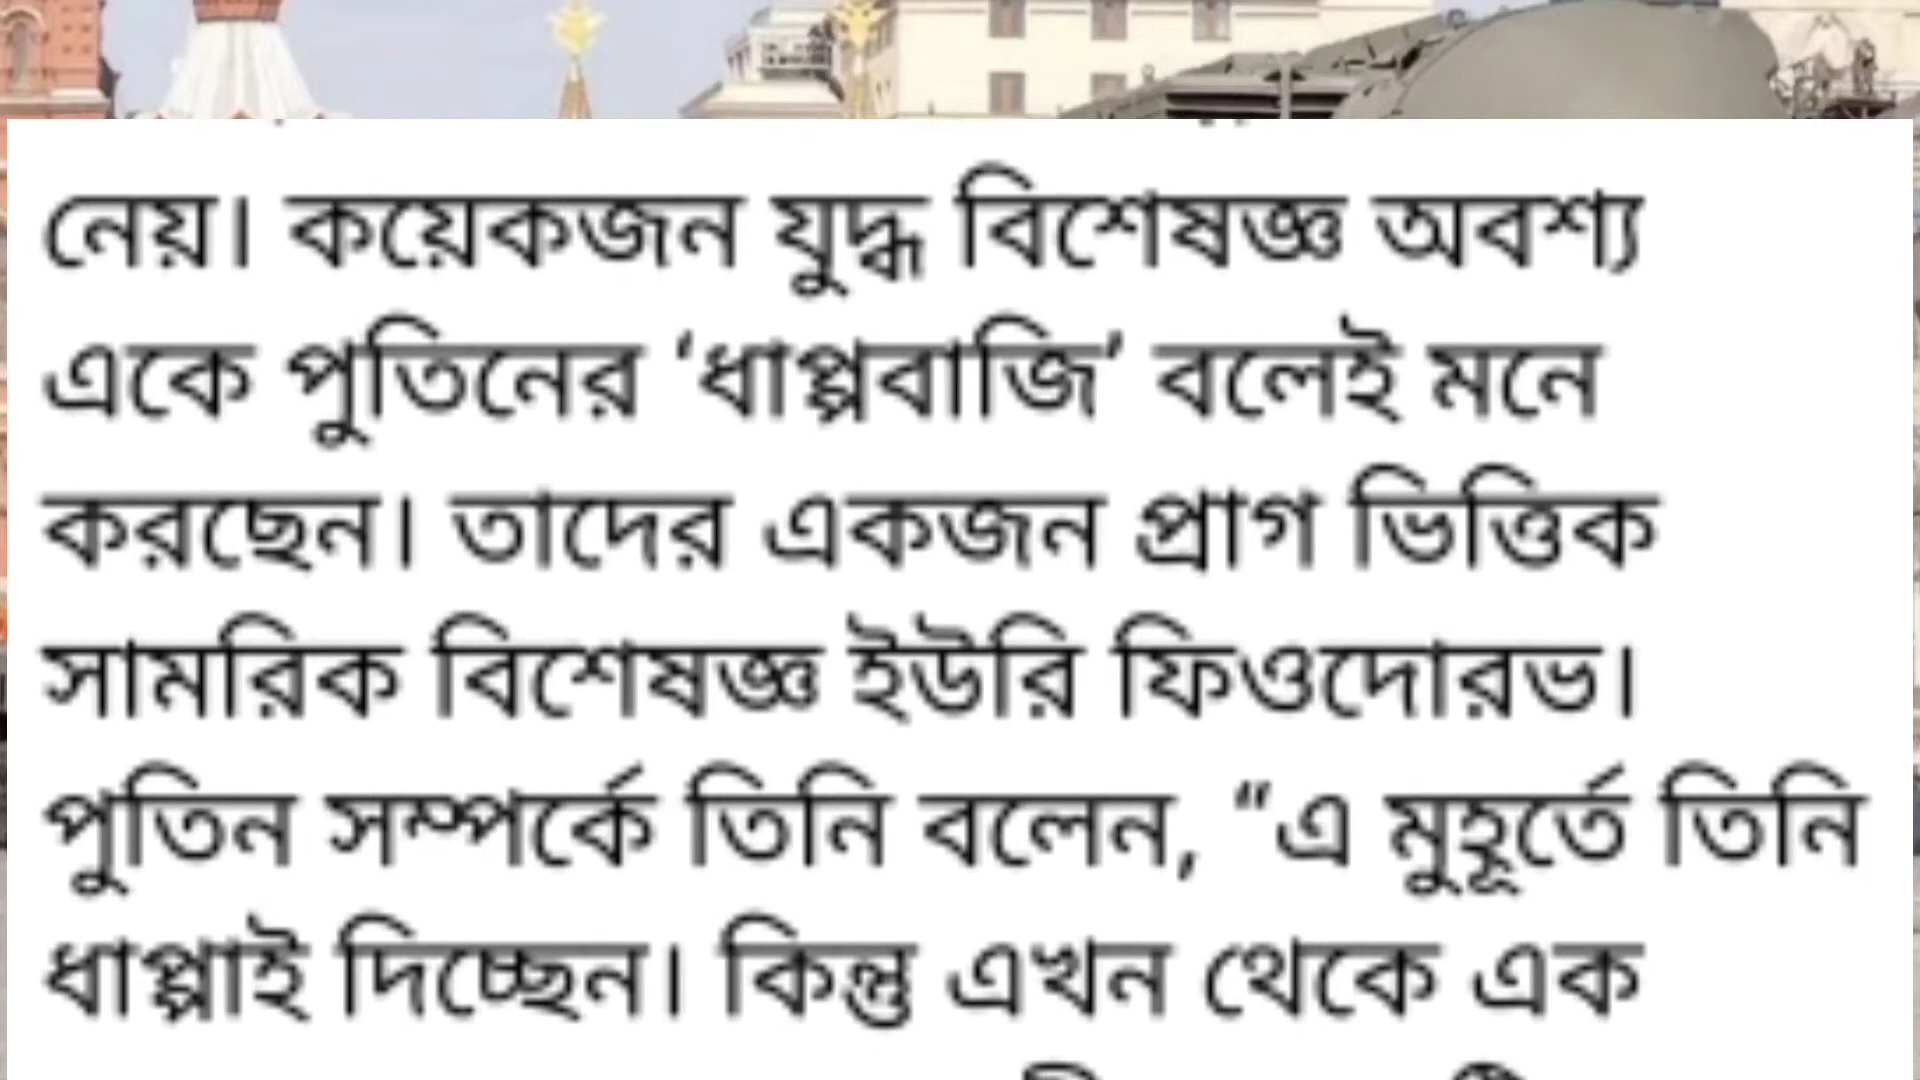 নেয়। কয়েকজন যুদ্ধ বিশেষজ্ঞ অবশ্য
একে পুতিনের ‘ধাপ্পবাজি’ বলেই মনে
করছেন। তাদের একজন প্রাগ ভিত্তিক
সামরিক বিশেষজ্ঞ ইউরি ফিওদোরভ।
পুতিন সম্পর্কে তিনি বলেন, “এ মুহূর্তে তিনি
ধাপ্পাই দিচ্ছেন। কিন্তু এখন থেকে এক